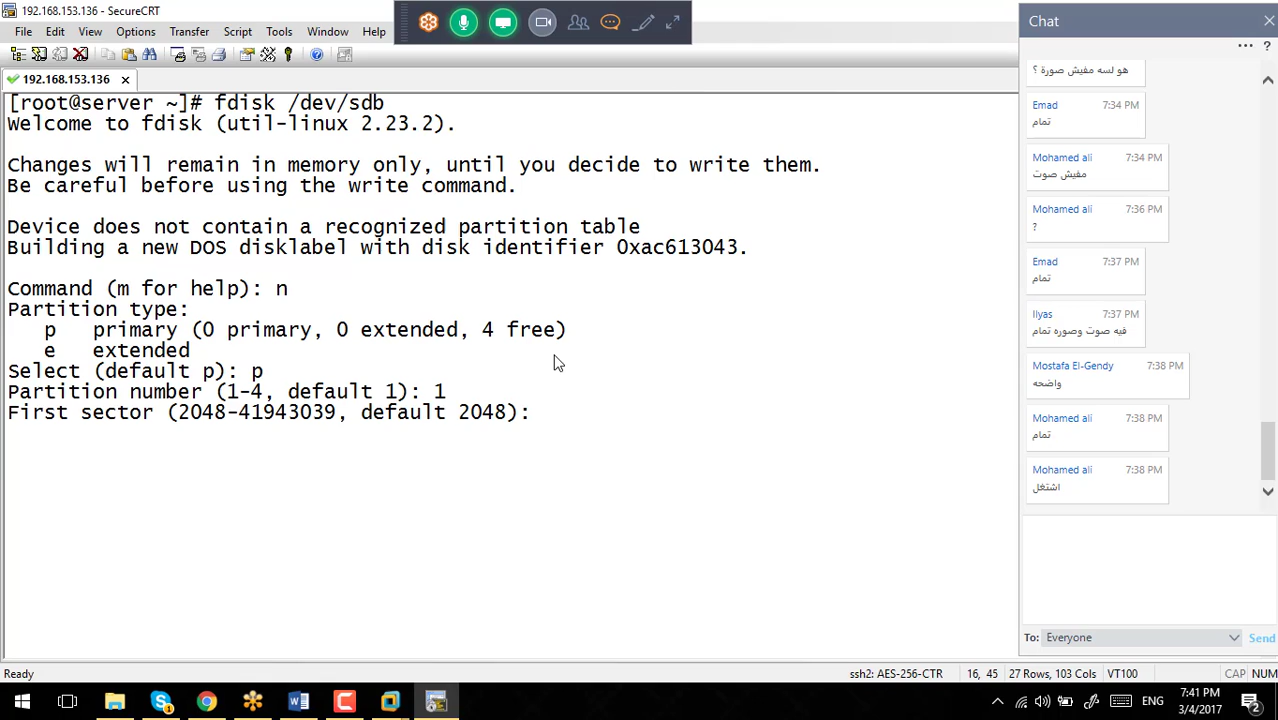 192.168.153.136 - SecureCRT
File Edit View Options Transfer Script Tools Window Help
192.168.153.136
[root@server ~]# fdisk /dev/sdb
Welcome to fdisk (util-linux 2.23.2).
Changes will remain in memory only, until you decide to write them.
Be careful before using the write command.
Device does not contain a recognized partition table
Building a new DOS disklabel with disk identifier 0xac613043.
Command (m for help): n
Partition type:
p primary (0 primary, 0 extended, 4 free)
e extended
Select (default p): p
Partition number (1-4, default 1): 1
First sector (2048-41943039, default 2048):
Ready
ssh2: AES-256-CTR 16, 45 27 Rows, 103 Cols VT100 CAP NUM
Chat
هو لسه مفيش صورة ؟
Emad 7:34 PM
تمام
Mohamed ali 7:34 PM
مفيش صوت
Mohamed ali 7:36 PM
?
Emad 7:37 PM
تمام
Ilyas 7:37 PM
فيه صوت وصوره تمام
Mostafa El-Gendy 7:38 PM
واضحه
Mohamed ali 7:38 PM
تمام
Mohamed ali 7:38 PM
اشتغل
To: Everyone Send
ENG
7:41 PM
3/4/2017
2